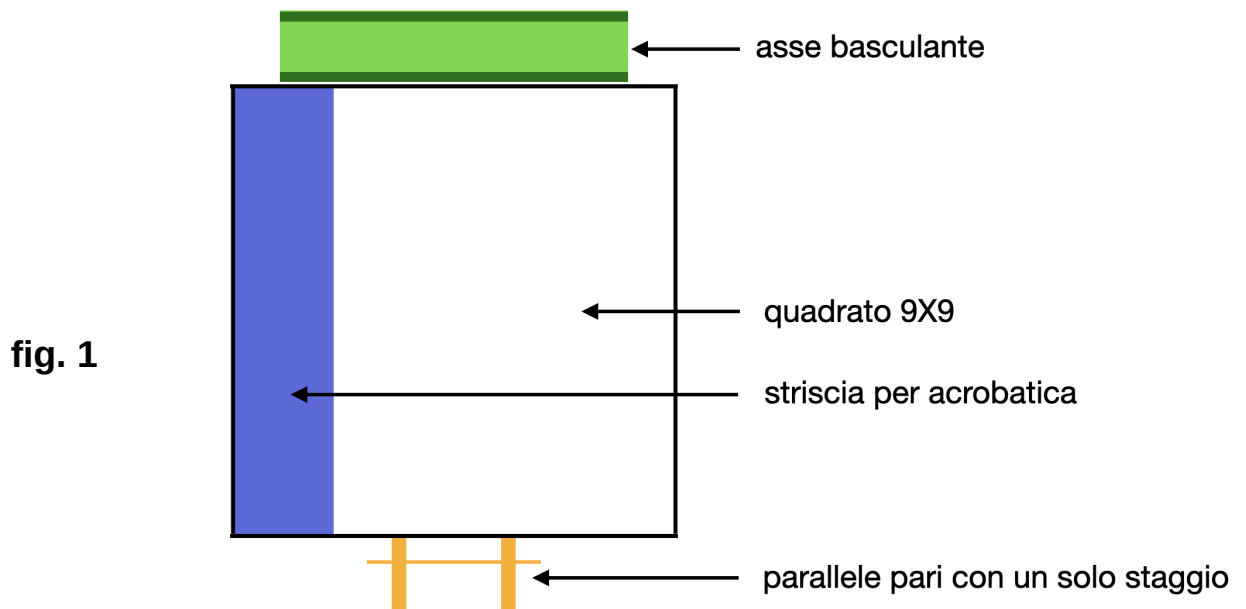 asse basculante
quadrato 9X9
fig. 1
striscia per acrobatica
parallele pari con un solo staggio